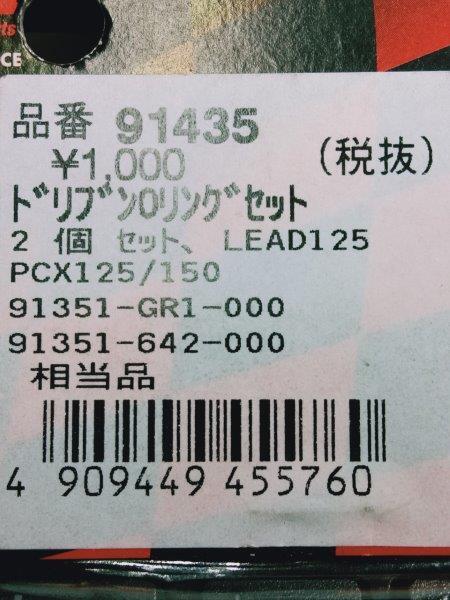 ts
CE
品番 91435
¥1,000 (税抜)
ﾄﾞﾘﾌﾞﾝOﾘﾝｸﾞｾｯﾄ
2 個 ｾｯﾄ、 LEAD125
PCX125/150
91351-GR1-000
91351-642-000
相当品
4 909449 455760